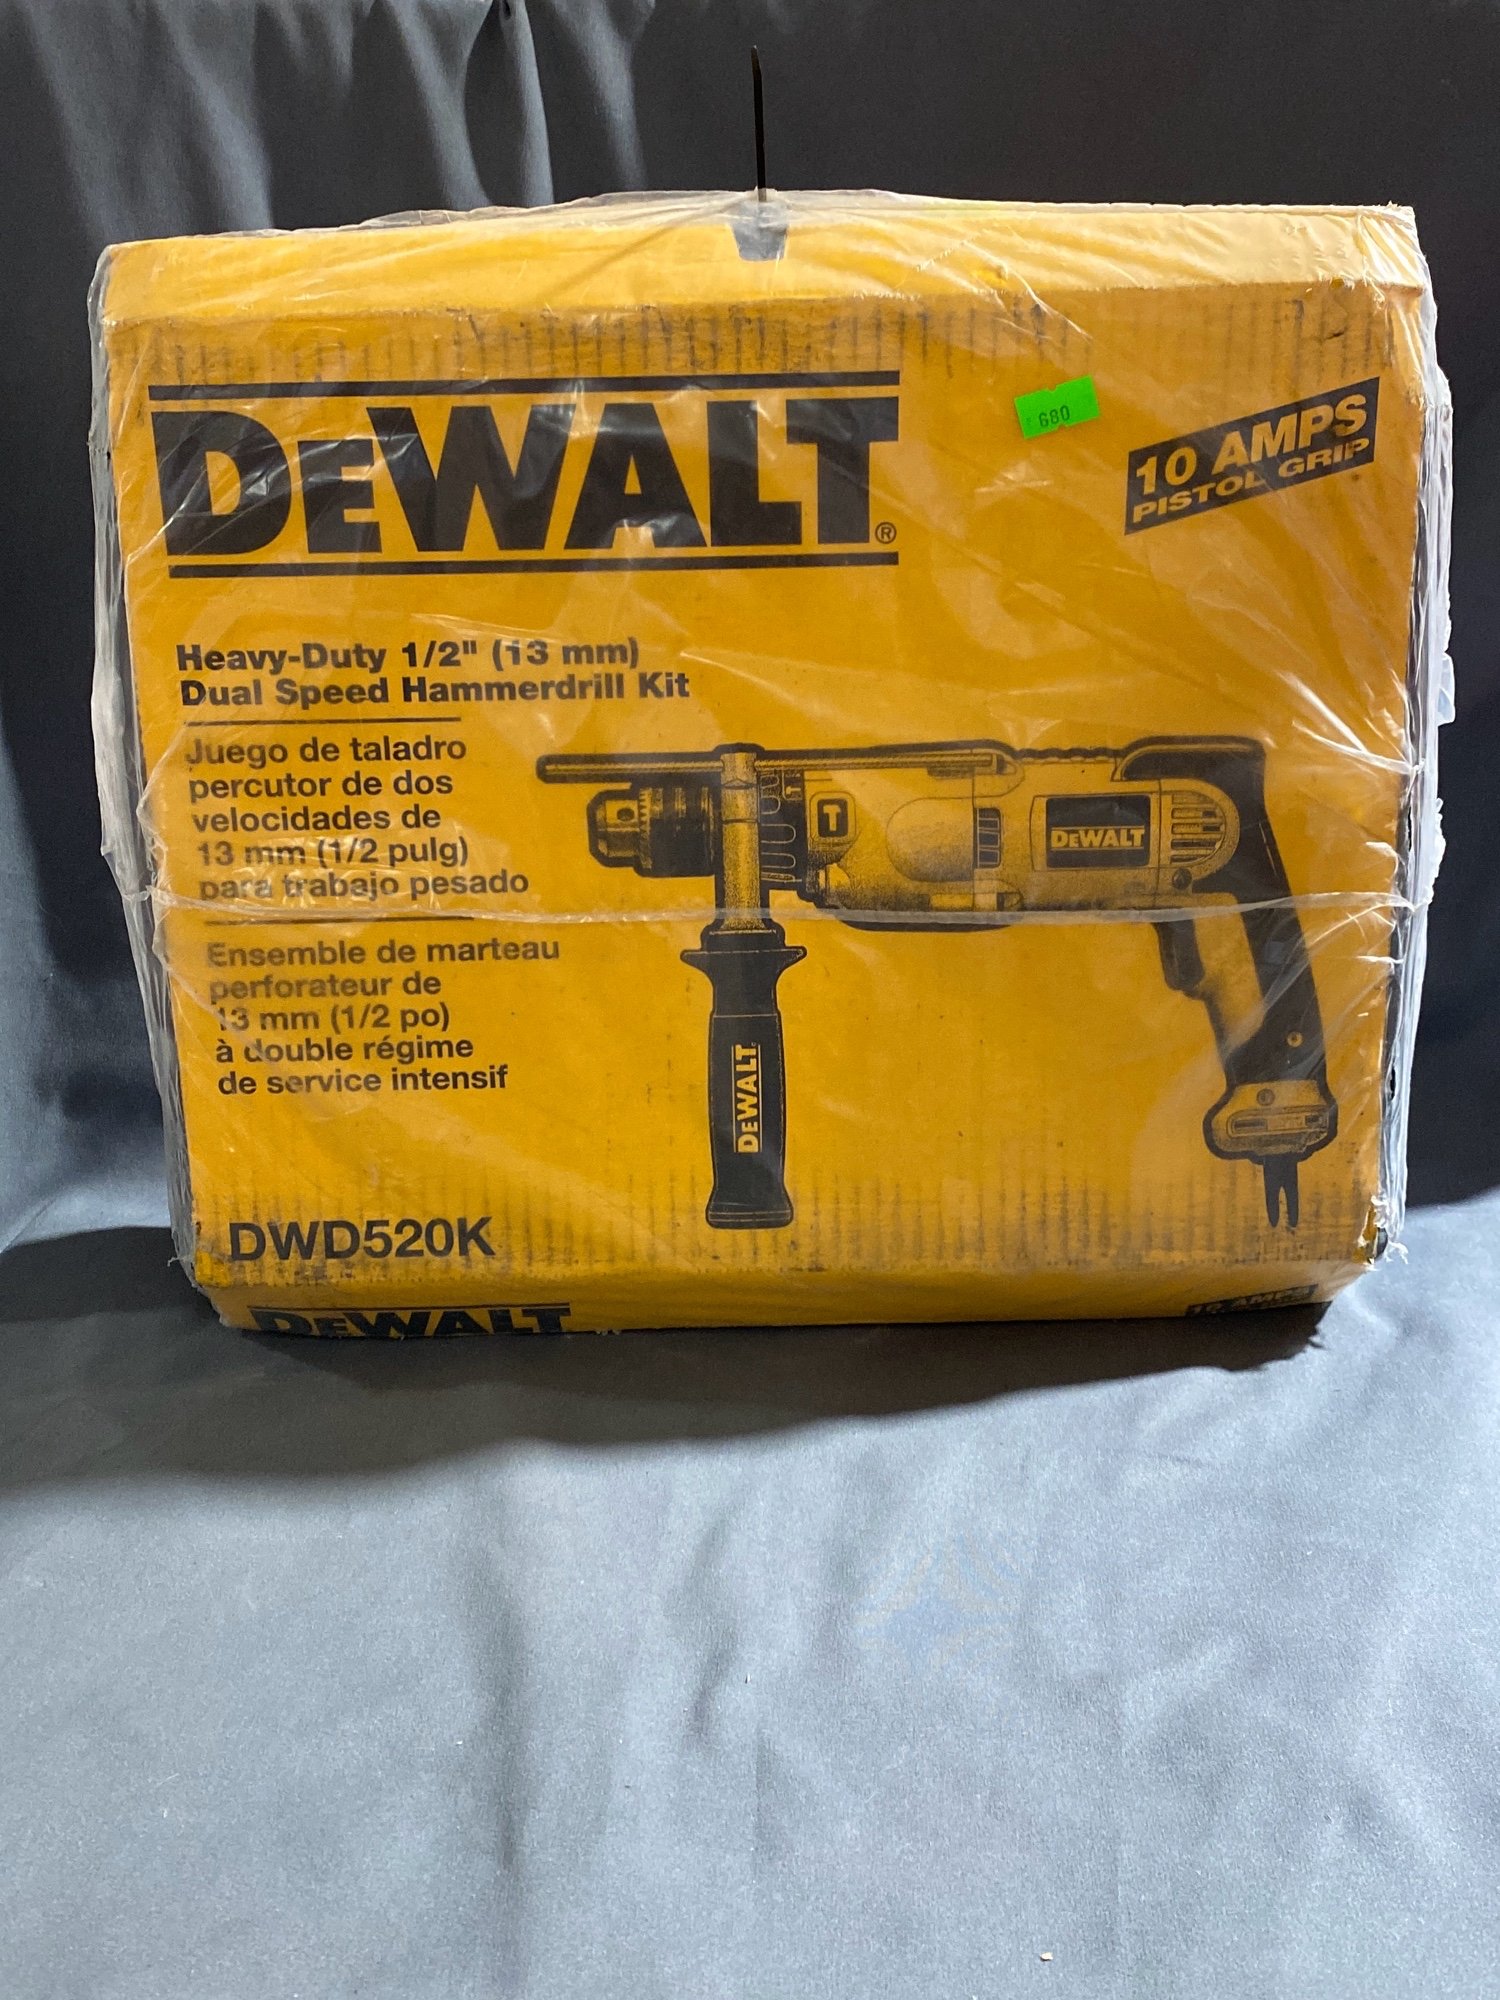 DEWALT®
680
10 AMPS
PISTOL GRIP
Heavy-Duty 1/2" (13 mm)
Dual Speed Hammerdrill Kit
Juego de taladro
percutor de dos
velocidades de
13 mm (1/2 pulg)
para trabajo pesado
Ensemble de marteau
perforateur de
13 mm (1/2 po)
à double régime
de service intensif
DEWALT
DEWALT
DWD520K
DEWALT
10 AMPS